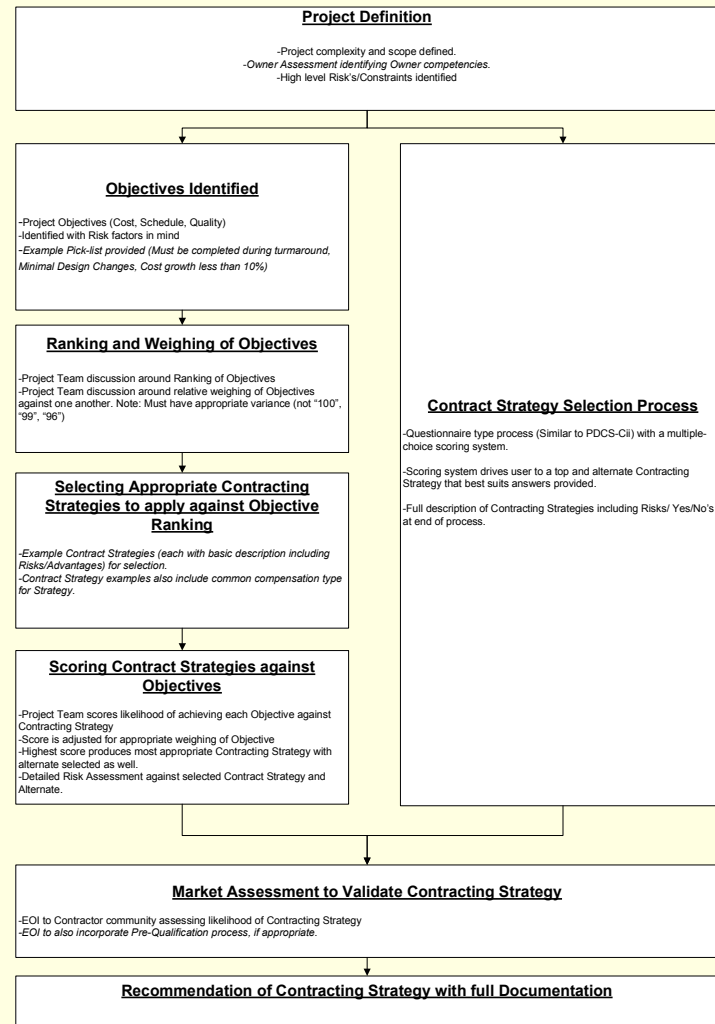 Project Definition
-Project complexity and scope defined.
-Owner Assessment identifying Owner competencies.
-High level Risk's/Constraints identified
Objectives Identified
-Project Objectives (Cost, Schedule, Quality)
-Identified with Risk factors in mind
-Example Pick-list provided (Must be completed during turnaround,
Minimal Design Changes, Cost growth less than 10%)
Ranking and Weighing of Objectives
-Project Team discussion around Ranking of Objectives
-Project Team discussion around relative weighing of Objectives
against one another. Note: Must have appropriate variance (not “100”,
“99”, “96”)
Selecting Appropriate Contracting
Strategies to apply against Objective
Ranking
-Example Contract Strategies (each with basic description including
Risks/Advantages) for selection.
-Contract Strategy examples also include common compensation type
for Strategy.
Scoring Contract Strategies against
Objectives
-Project Team scores likelihood of achieving each Objective against
Contracting Strategy
-Score is adjusted for appropriate weighing of Objective
-Highest score produces most appropriate Contracting Strategy with
alternate selected as well.
-Detailed Risk Assessment against selected Contract Strategy and
Alternate.
Contract Strategy Selection Process
-Questionnaire type process (Similar to PDCS-Cii) with a multiple-
choice scoring system.
-Scoring system drives user to a top and alternate Contracting
Strategy that best suits answers provided.
-Full description of Contracting Strategies including Risks/ Yes/No's
at end of process.
Market Assessment to Validate Contracting Strategy
-EOI to Contractor community assessing likelihood of Contracting Strategy
-EOI to also incorporate Pre-Qualification process, if appropriate.
Recommendation of Contracting Strategy with full Documentation